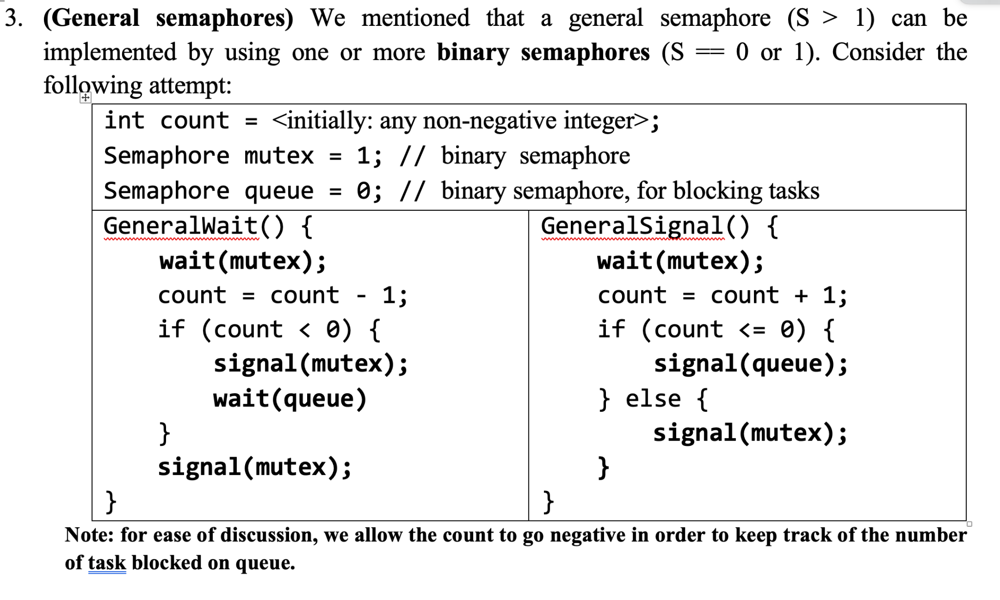 3. (General semaphores) We mentioned that a general semaphore (S > 1) can be
implemented by using one or more binary semaphores (S == 0 or 1). Consider the
following attempt:
int count = <initially: any non-negative integer>;
Semaphore mutex = 1; // binary semaphore
Semaphore queue = 0; // binary semaphore, for blocking tasks
GeneralWait() {
wait(mutex);
count = count - 1;
if (count < 0) {
signal(mutex);
wait(queue)
}
signal(mutex);
}
GeneralSignal() {
wait(mutex);
count = count + 1;
if (count <= 0) {
signal(queue);
} else {
signal(mutex);
}
}
Note: for ease of discussion, we allow the count to go negative in order to keep track of the number
of task blocked on queue.